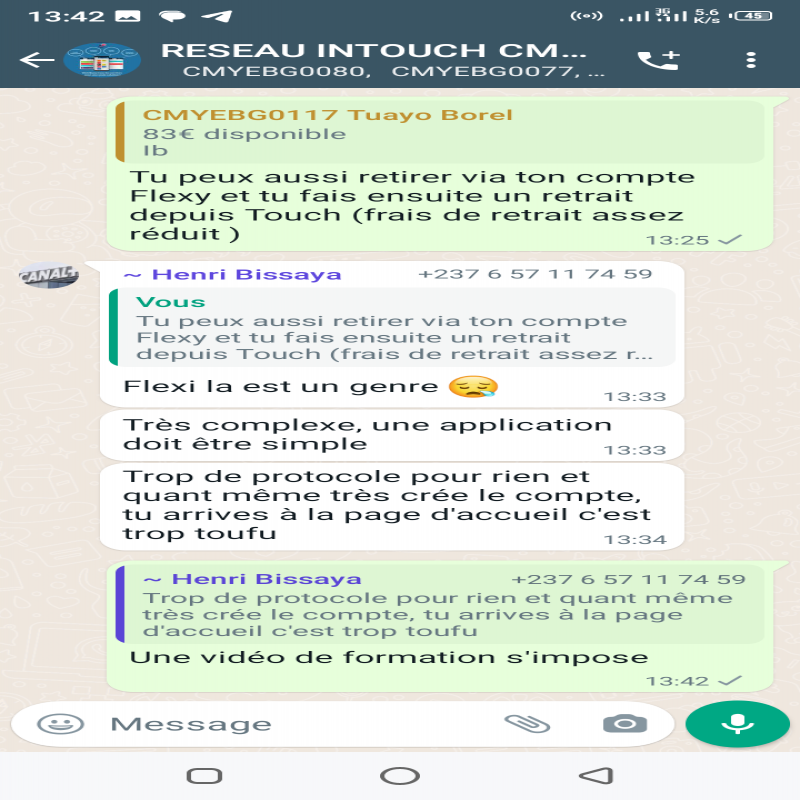 13:42
3G
5.6
K/s
45
RESEAU INTOUCH CM...
CMYEBG0080, CMYEBG0077, ...
CMYEBG0117 Tuayo Borel
83€ disponible
Ib
Tu peux aussi retirer via ton compte
Flexy et tu fais ensuite un retrait
depuis Touch (frais de retrait assez
réduit )
13:25
CANAL+
~ Henri Bissaya +237 6 57 11 74 59
Vous
Tu peux aussi retirer via ton compte
Flexy et tu fais ensuite un retrait
depuis Touch (frais de retrait assez r...
Flexi la est un genre 😪
13:33
Très complexe, une application
doit être simple
13:33
Trop de protocole pour rien et
quant même très crée le compte,
tu arrives à la page d'accueil c'est
trop toufu
13:34
~ Henri Bissaya +237 6 57 11 74 59
Trop de protocole pour rien et quant même
très crée le compte, tu arrives à la page
d'accueil c'est trop toufu
Une vidéo de formation s'impose
13:42
Message